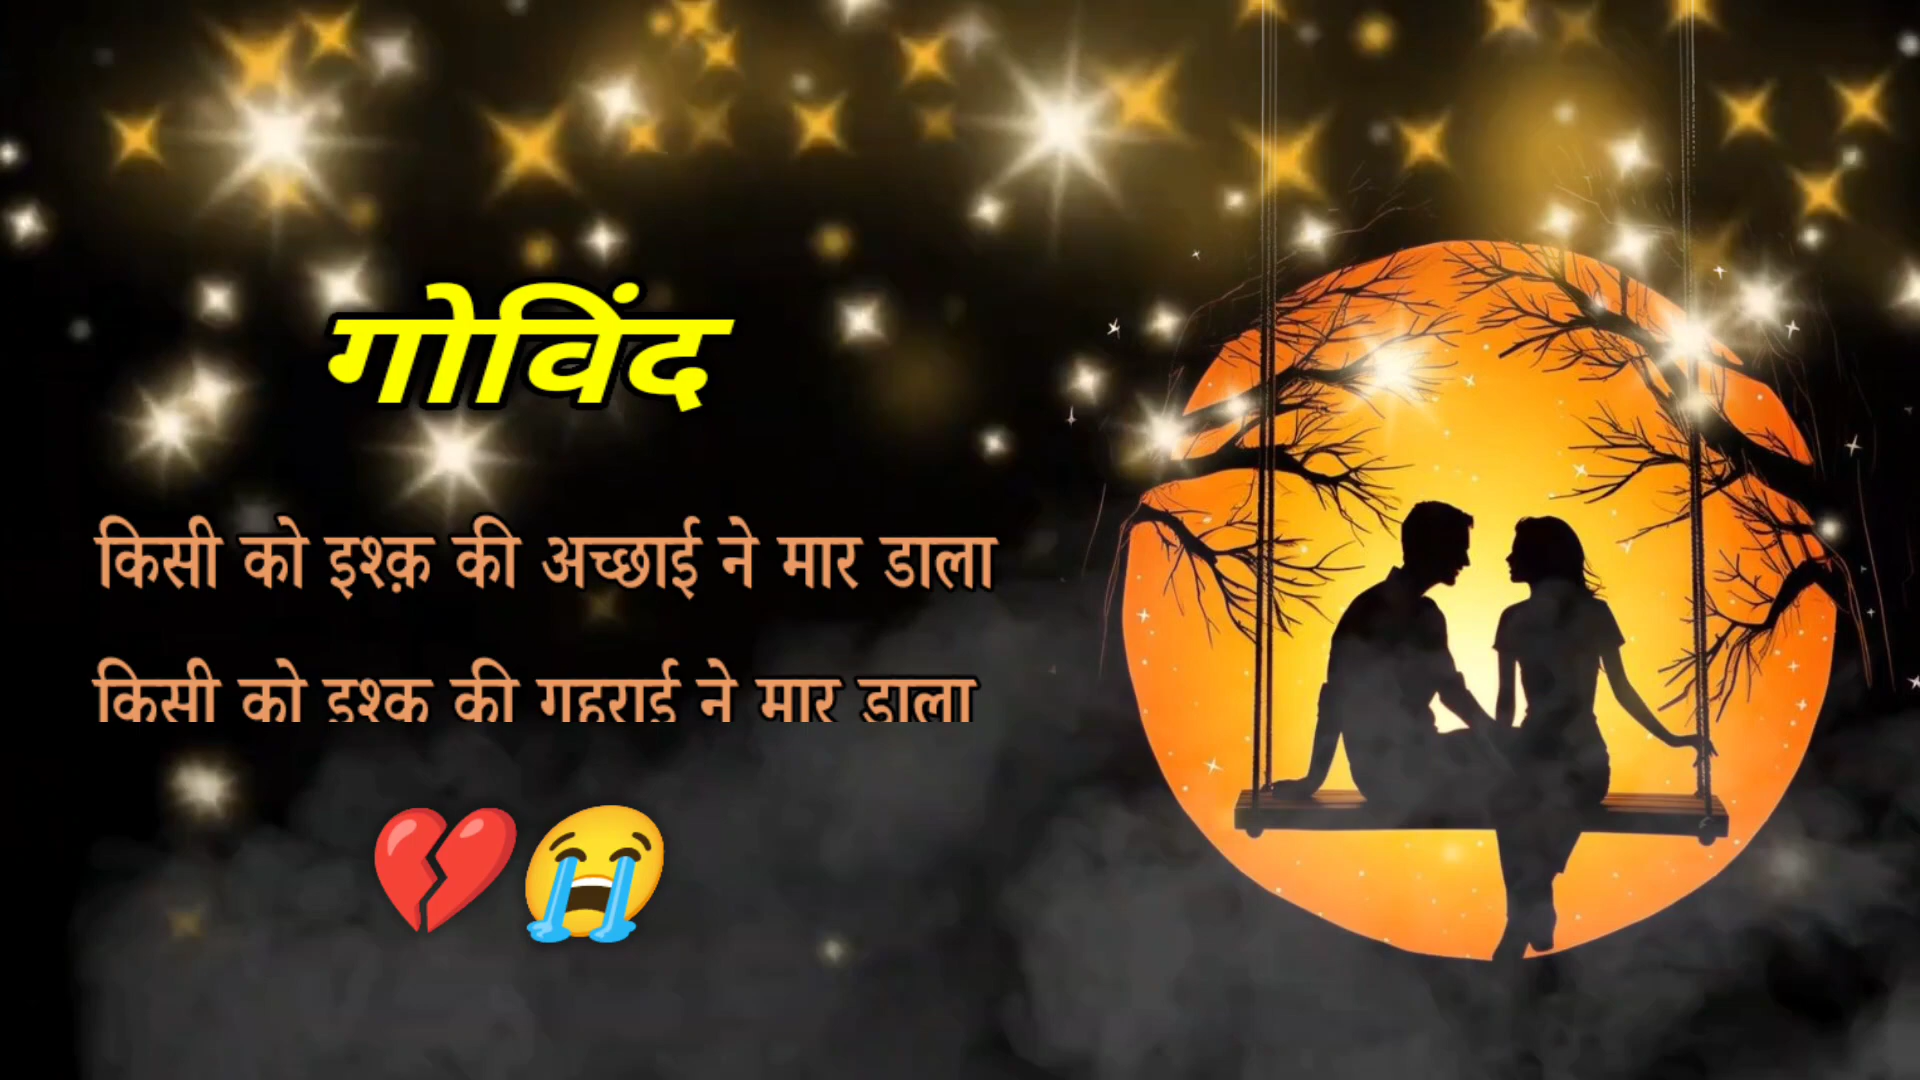 गोविंद
किसी को इश्क़ की अच्छाई ने मार डाला
किसी को इश्क़ की गहराई ने मार डाला